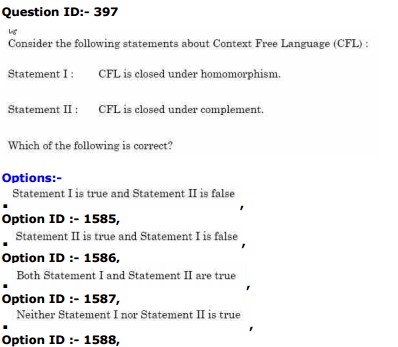 Question ID:- 397
Consider the following statements about Context Free Language (CFL) :
Statement I : CFL is closed under homomorphism.
Statement II : CFL is closed under complement.
Which of the following is correct?
Options:-
Statement I is true and Statement II is false
,
Option ID :- 1585,
Statement II is true and Statement I is false
,
Option ID :- 1586,
Both Statement I and Statement II are true
,
Option ID :- 1587,
Neither Statement I nor Statement II is true
,
Option ID :- 1588,